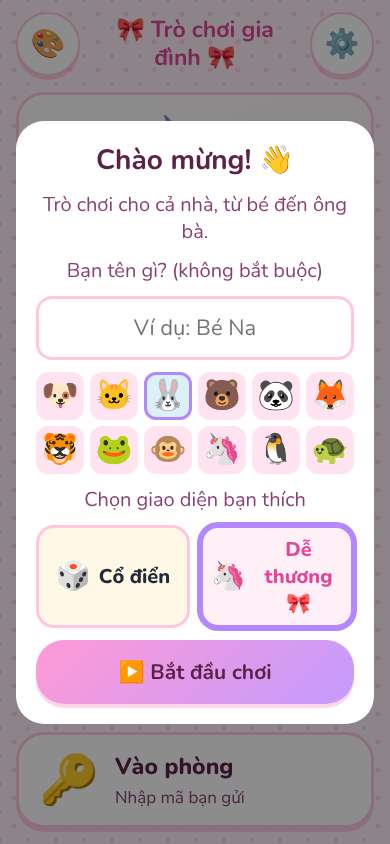 Trò chơi gia
đình
Chào mừng!
Trò chơi cho cả nhà, từ bé đến ông
bà.
Bạn tên gì? (không bắt buộc)
Ví dụ: Bé Na
Chọn giao diện bạn thích
Cổ điển
Dễ
thương
Bắt đầu chơi
Vào phòng
Nhập mã bạn gửi